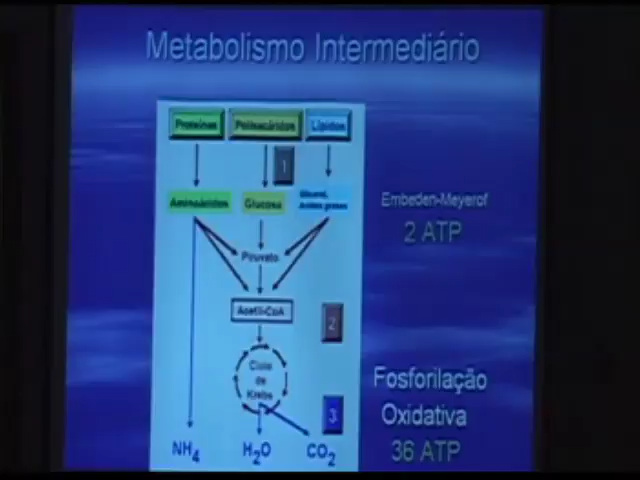 Metabolismo Intermediário
Proteínas Polissacáridos Lípidos
1
Aminoácidos Glucose Glicerol,
Ácidos gordos
Embeden-Meyerof
2 ATP
Piruvato
Acetil-CoA
2
Ciclo
de
Krebs
Fosforilação
Oxidativa
3
36 ATP
NH4 H2O CO2